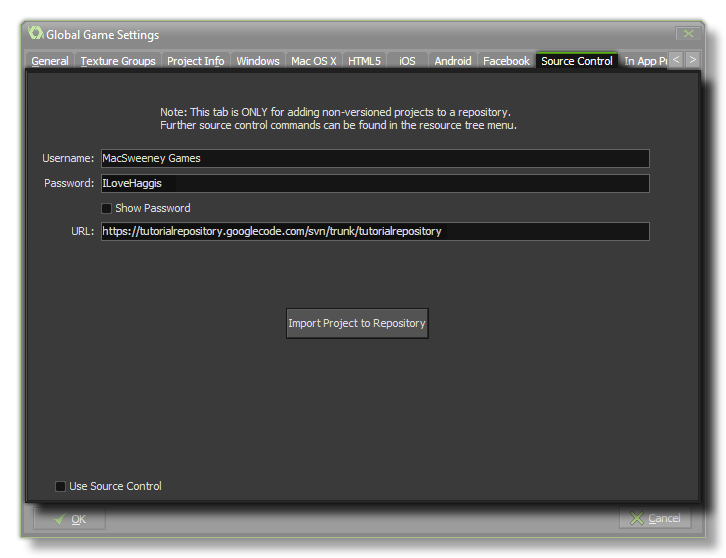 Global Game Settings
General Texture Groups Project Info Windows Mac OS X HTML5 iOS Android Facebook Source Control In App Pu < >
Note: This tab is ONLY for adding non-versioned projects to a repository.
Further source control commands can be found in the resource tree menu.
Username: MacSweeney Games
Password: ILoveHaggis
Show Password
URL: https://tutorialrepository.googlecode.com/svn/trunk/tutorialrepository
Import Project to Repository
Use Source Control
OK Cancel